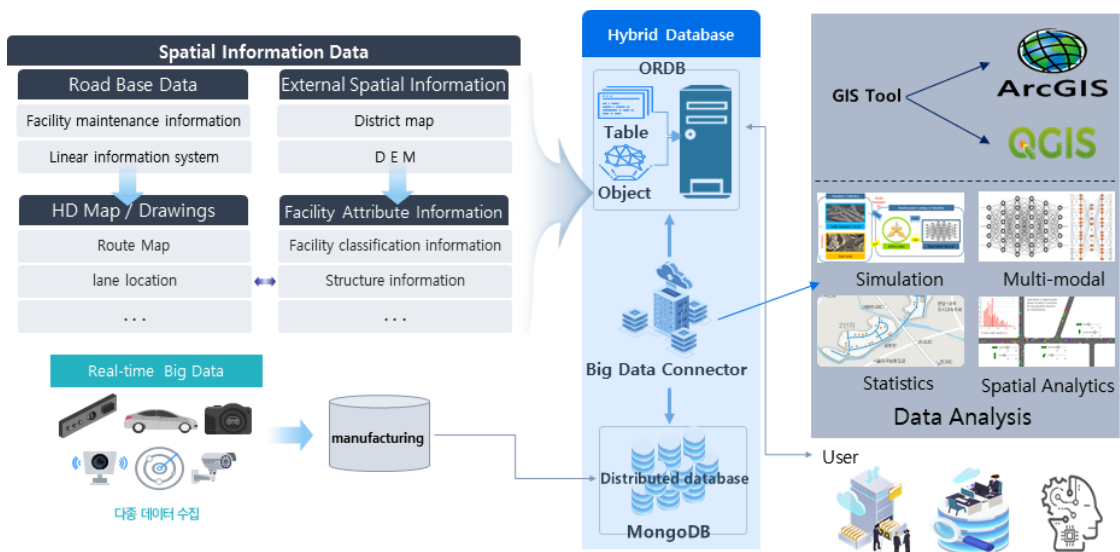 Spatial Information Data
Road Base Data
Facility maintenance information
Linear information system
External Spatial Information
District map
D E M
HD Map / Drawings
Route Map
lane location
. . .
Facility Attribute Information
Facility classification information
Structure information
. . .
Real-time Big Data
다종 데이터 수집
manufacturing
Hybrid Database
ORDB
Table
Object
Big Data Connector
Distributed database
MongoDB
GIS Tool
ArcGIS
QGIS
Simulation
Multi-modal
Statistics
Spatial Analytics
Data Analysis
User